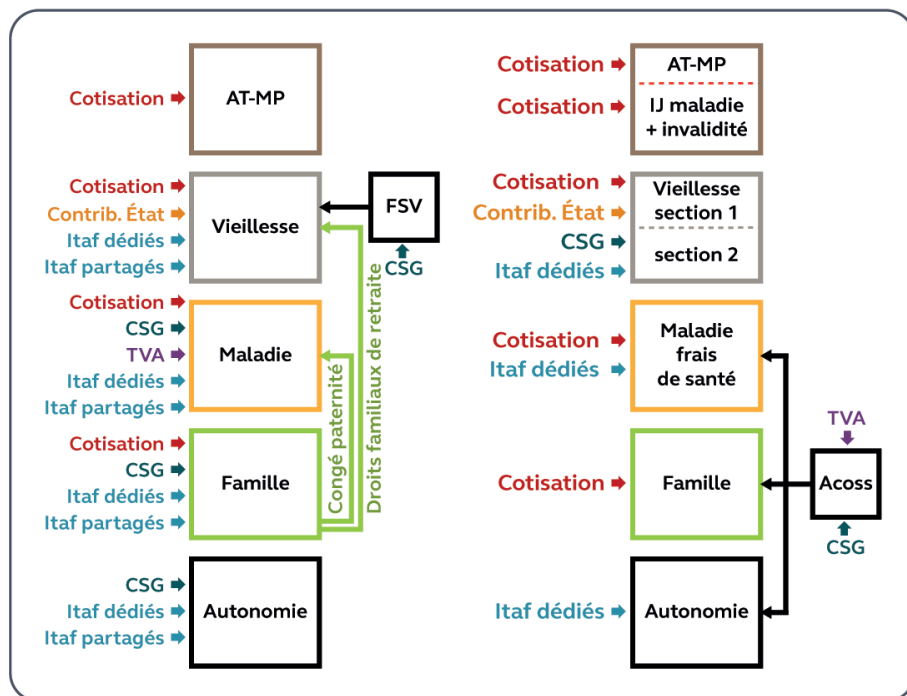 Cotisation
AT-MP
Cotisation
Contrib. État
Itaf dédiés
Itaf partagés
Vieillesse
FSV
CSG
Cotisation
CSG
TVA
Itaf dédiés
Itaf partagés
Maladie
Congé paternité
Droits familiaux de retraite
Cotisation
CSG
Itaf dédiés
Itaf partagés
Famille
CSG
Itaf dédiés
Itaf partagés
Autonomie
Cotisation
AT-MP
Cotisation
IJ maladie
+ invalidité
Cotisation
Contrib. État
CSG
Itaf dédiés
Vieillesse
section 1
section 2
Cotisation
Itaf dédiés
Maladie
frais
de santé
Cotisation
Famille
TVA
Acoss
CSG
Itaf dédiés
Autonomie